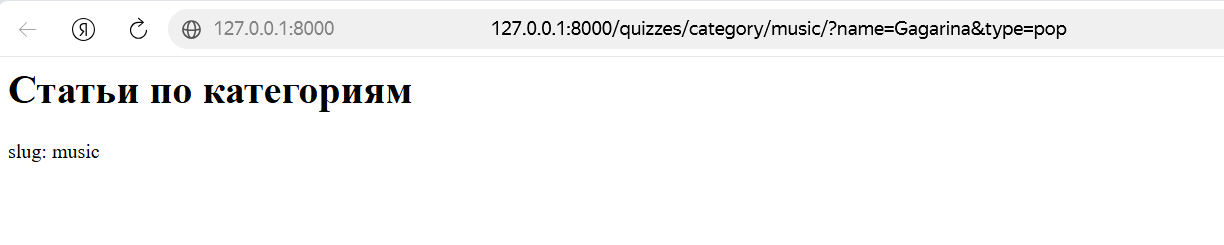 Я 127.0.0.1:8000 127.0.0.1:8000/quizzes/category/music/?name=Gagarina&type=pop
Статьи по категориям
slug: music